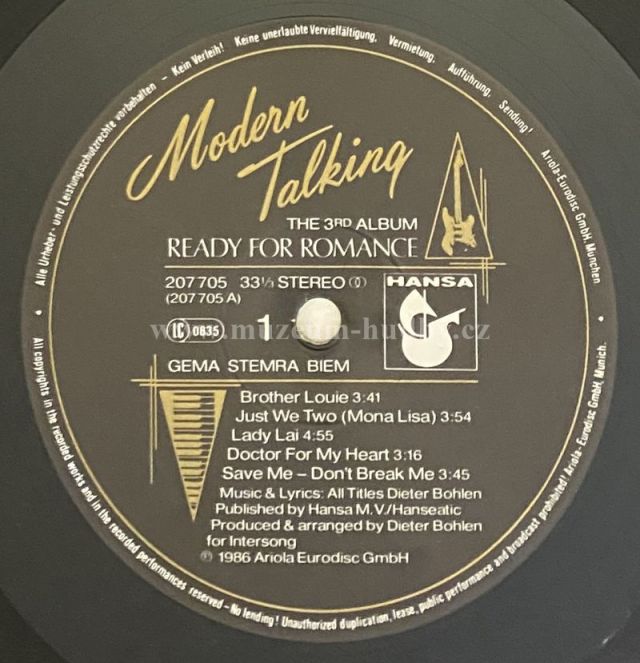 Modern
Talking
THE 3RD ALBUM
READY FOR ROMANCE
207 705 33⅓ STEREO
(207 705 A)
HANSA
LC 0835
1
GEMA STEMRA BIEM
Brother Louie 3:41
Just We Two (Mona Lisa) 3:54
Lady Lai 4:55
Doctor For My Heart 3:16
Save Me – Don't Break Me 3:45
Music & Lyrics: All Titles Dieter Bohlen
Published by Hansa M.V./Hanseatic
Produced & arranged by Dieter Bohlen
for Intersong
℗ 1986 Ariola Eurodisc GmbH
Alle Urheber- und Leistungsschutzrechte vorbehalten – Kein Verleih! Keine unerlaubte Vervielfältigung, Vermietung, Aufführung, Sendung! Ariola-Eurodisc GmbH, München
All copyrights in the recorded works and in the recorded performances reserved – No lending! Unauthorized duplication, lease, public performance and broadcast prohibited! Ariola-Eurodisc GmbH, Munich.